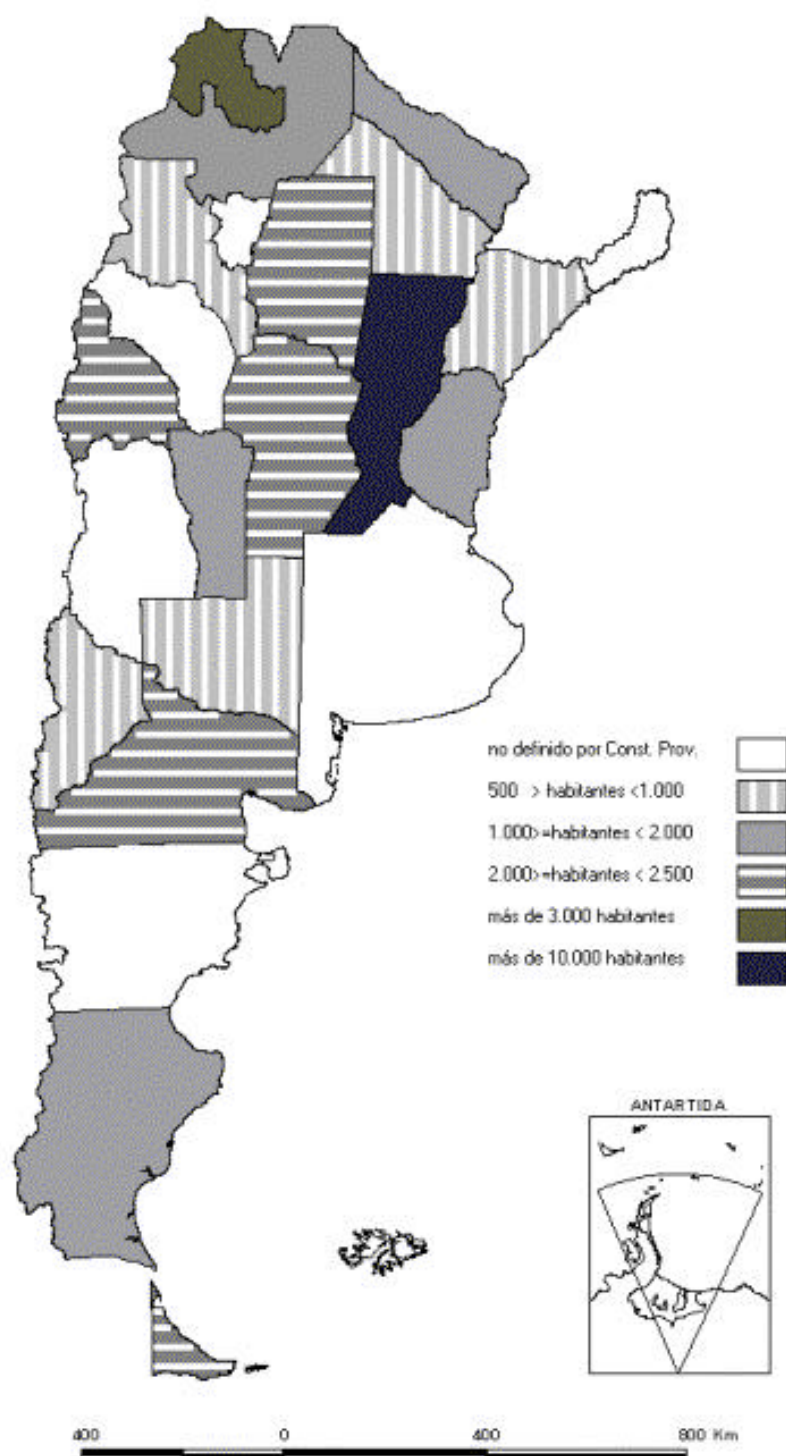 no definido por Const. Prov.
500 > habitantes <1.000
1.000>=habitantes < 2.000
2.000>=habitantes < 2.500
más de 3.000 habitantes
más de 10.000 habitantes
ANTARTIDA
400 0 400 800 Km